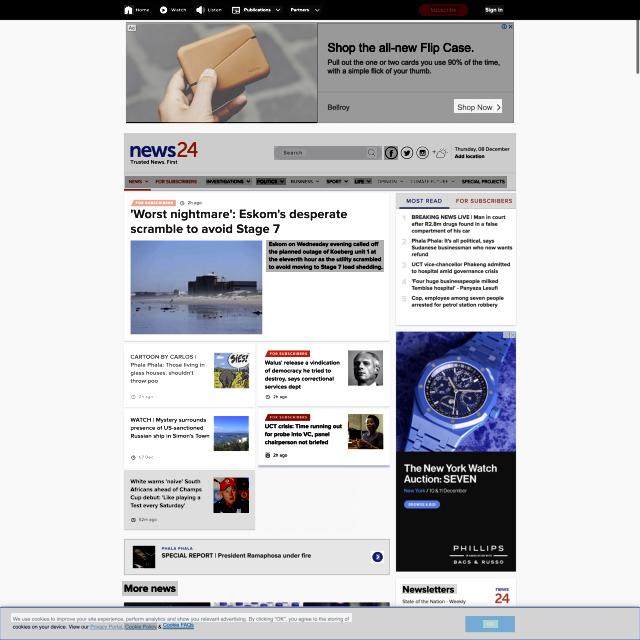 Home Watch Listen Publications Partners Subscribe Sign in
Ad
Shop the all-new Flip Case.
Pull out the one or two cards you use 90% of the time,
with a simple flick of your thumb.
Bellroy
Shop Now
news24
Trusted News. First
Search
Thursday, 08 December
Add location
NEWS FOR SUBSCRIBERS INVESTIGATIONS POLITICS BUSINESS SPORT LIFE OPINION CLIMATE FUTURE SPECIAL PROJECTS
FOR SUBSCRIBERS 2h ago
'Worst nightmare': Eskom's desperate
scramble to avoid Stage 7
Eskom on Wednesday evening called off
the planned outage of Koeberg unit 1 at
the eleventh hour as the utility scrambled
to avoid moving to Stage 7 load shedding.
CARTOON BY CARLOS |
Phala Phala: Those living in
glass houses, shouldn't
throw poo
2h ago
FOR SUBSCRIBERS
Walus' release a vindication
of democracy he tried to
destroy, says correctional
services dept
2h ago
WATCH | Mystery surrounds
presence of US-sanctioned
Russian ship in Simon's Town
07 Dec
FOR SUBSCRIBERS
UCT crisis: Time running out
for probe into VC, panel
chairperson not briefed
2h ago
White warns 'naive' South
Africans ahead of Champs
Cup debut: 'Like playing a
Test every Saturday'
52m ago
PHALA PHALA
SPECIAL REPORT | President Ramaphosa under fire
More news
MOST READ FOR SUBSCRIBERS
1 BREAKING NEWS LIVE | Man in court
after R2.8m drugs found in a false
compartment of his car
2 Phala Phala: It's all political, says
Sudanese businessman who now wants
refund
3 UCT vice-chancellor Phakeng admitted
to hospital amid governance crisis
4 'Four huge businespeople milked
Tembisa hospital' - Panyaza Lesufi
5 Cop, employee among seven people
arrested for petrol station robbery
The New York Watch
Auction: SEVEN
New York / 10 & 11 December
BROWSE & BID
PHILLIPS
BACS & RUSSO
Newsletters
State of the Nation - Weekly
news
24
We use cookies to improve your site experience, perform analytics and show you relevant advertising. By clicking "OK", you agree to the storing of
cookies on your device. View our Privacy Portal, Cookie Policy & Cookie FAQs
OK